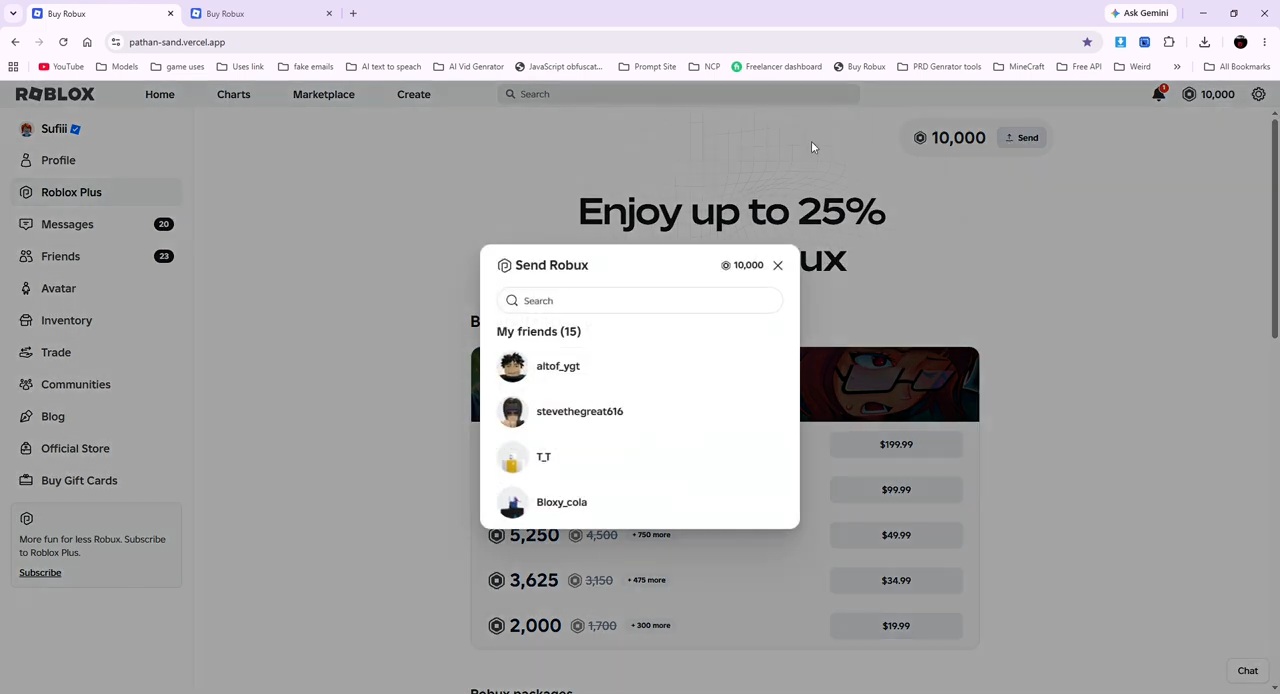 Buy Robux
Buy Robux
Ask Gemini
pathan-sand.vercel.app
YouTube
Models
game uses
Uses link
fake emails
AI text to speach
AI Vid Genrator
JavaScript obfuscat...
Prompt Site
NCP
Freelancer dashboard
Buy Robux
PRD Genrator tools
MineCraft
Free API
Weird
All Bookmarks
ROBLOX
Home
Charts
Marketplace
Create
Search
1
10,000
Sufiii
Profile
Roblox Plus
Messages
20
Friends
23
Avatar
Inventory
Trade
Communities
Blog
Official Store
Buy Gift Cards
More fun for less Robux. Subscribe
to Roblox Plus.
Subscribe
10,000
Send
Enjoy up to 25%
ux
B
Send Robux
10,000
Search
My friends (15)
altof_ygt
stevethegreat616
T_T
Bloxy_cola
$199.99
$99.99
5,250 4,500 + 750 more
$49.99
3,625 3,150 + 475 more
$34.99
2,000 1,700 + 300 more
$19.99
Robux packages
Chat